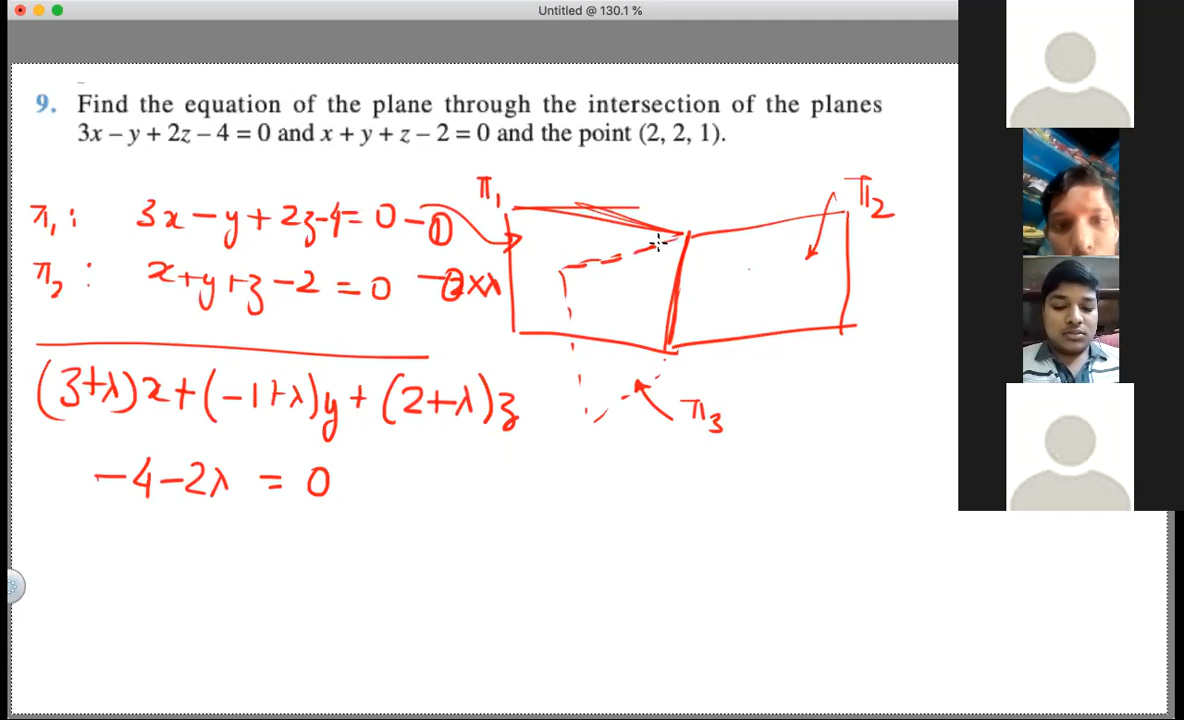 Untitled @ 130.1 %
9. Find the equation of the plane through the intersection of the planes
3x – y + 2z – 4 = 0 and x + y + z – 2 = 0 and the point (2, 2, 1).
π₁ : 3x – y + 2z – 4 = 0 – ①
π₂ : x + y + z – 2 = 0 – ② × λ
(3+λ)x + (–1+λ)y + (2+λ)z
–4 – 2λ = 0
π₁
π₂
π₃